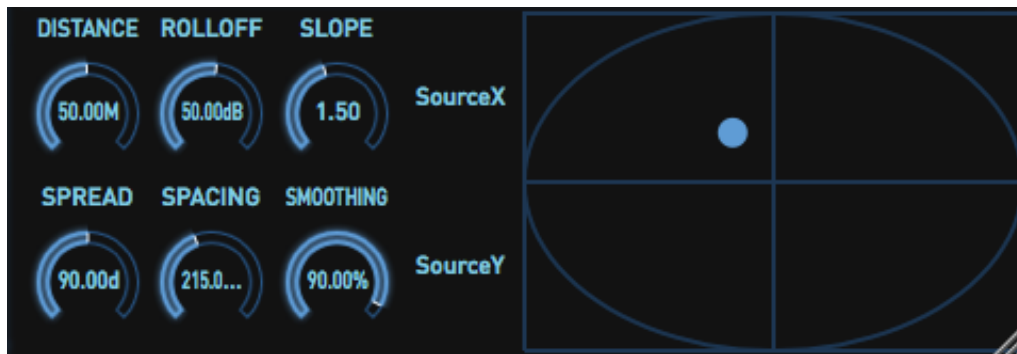 DISTANCE ROLLOFF SLOPE
50.00M 50.00dB 1.50
SourceX
SPREAD SPACING SMOOTHING
90.00d 215.0... 90.00%
SourceY